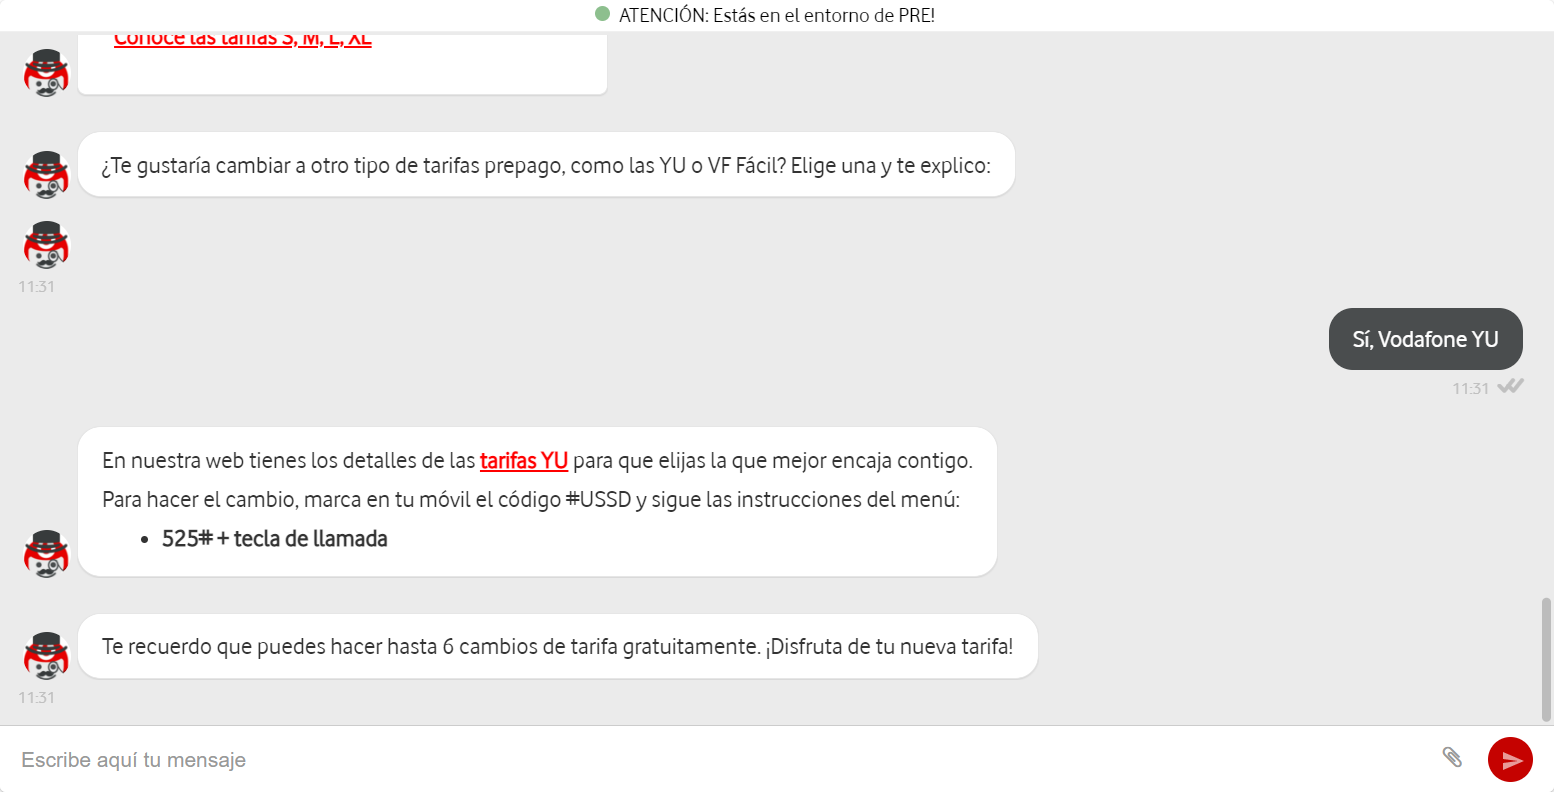 ATENCIÓN: Estás en el entorno de PRE!
Conoce las tarifas S, M, L, XL
¿Te gustaría cambiar a otro tipo de tarifas prepago, como las YU o VF Fácil? Elige una y te explico:
11:31
Sí, Vodafone YU
11:31
En nuestra web tienes los detalles de las tarifas YU para que elijas la que mejor encaja contigo.
Para hacer el cambio, marca en tu móvil el código #USSD y sigue las instrucciones del menú:
• 525# + tecla de llamada
Te recuerdo que puedes hacer hasta 6 cambios de tarifa gratuitamente. ¡Disfruta de tu nueva tarifa!
11:31
Escribe aquí tu mensaje